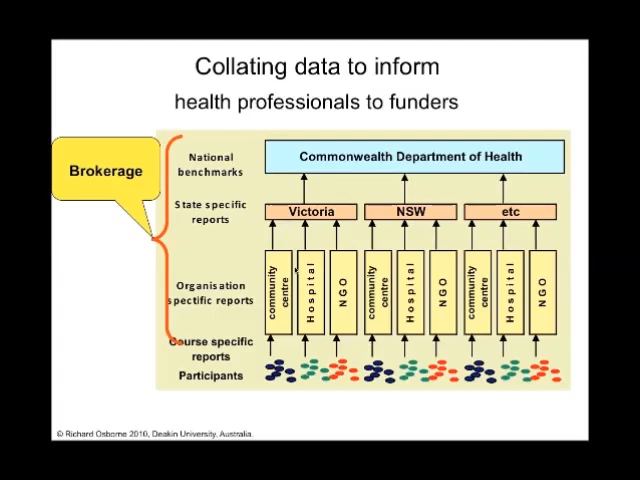 Collating data to inform
health professionals to funders
Brokerage
National
benchmarks
Commonwealth Department of Health
State specific
reports
Victoria
NSW
etc
Organisation
spectific reports
community
centre
Hospital
NGO
community
centre
Hospital
NGO
community
centre
Hospital
NGO
Course specific
reports
Participants
© Richard Osborne 2010, Deakin University, Australia.